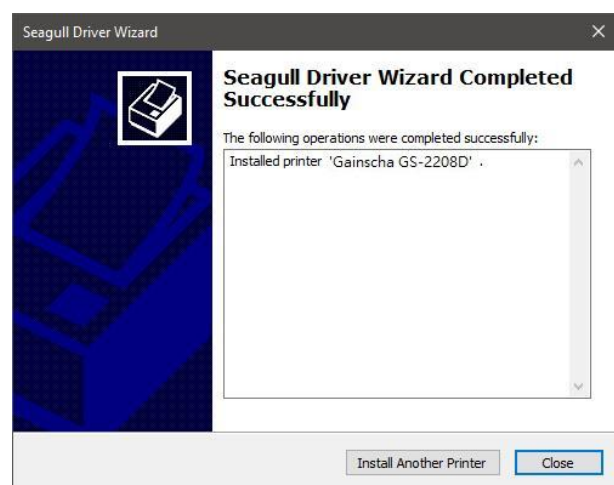 Seagull Driver Wizard
Seagull Driver Wizard Completed
Successfully
The following operations were completed successfully:
Installed printer 'Gainscha GS-2208D' .
Install Another Printer
Close